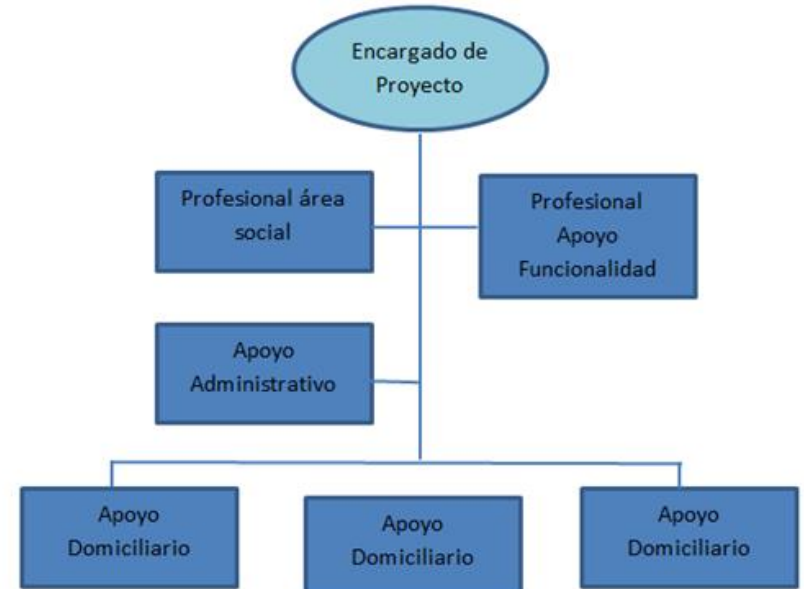 Encargado de
Proyecto
Profesional área
social
Profesional
Apoyo
Funcionalidad
Apoyo
Administrativo
Apoyo
Domiciliario
Apoyo
Domiciliario
Apoyo
Domiciliario